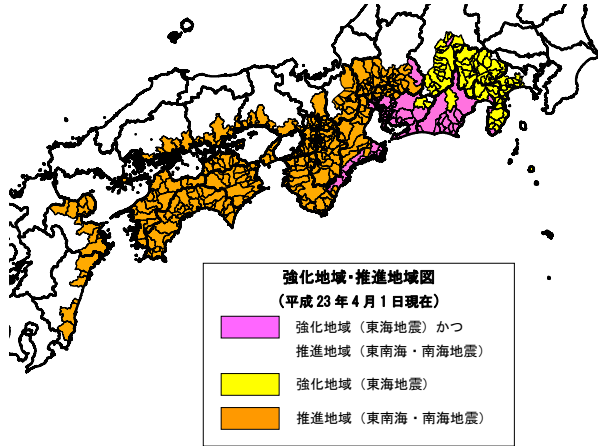 強化地域・推進地域図
（平成23年4月1日現在）
強化地域（東海地震）かつ
推進地域（東南海・南海地震）
強化地域（東海地震）
推進地域（東南海・南海地震）